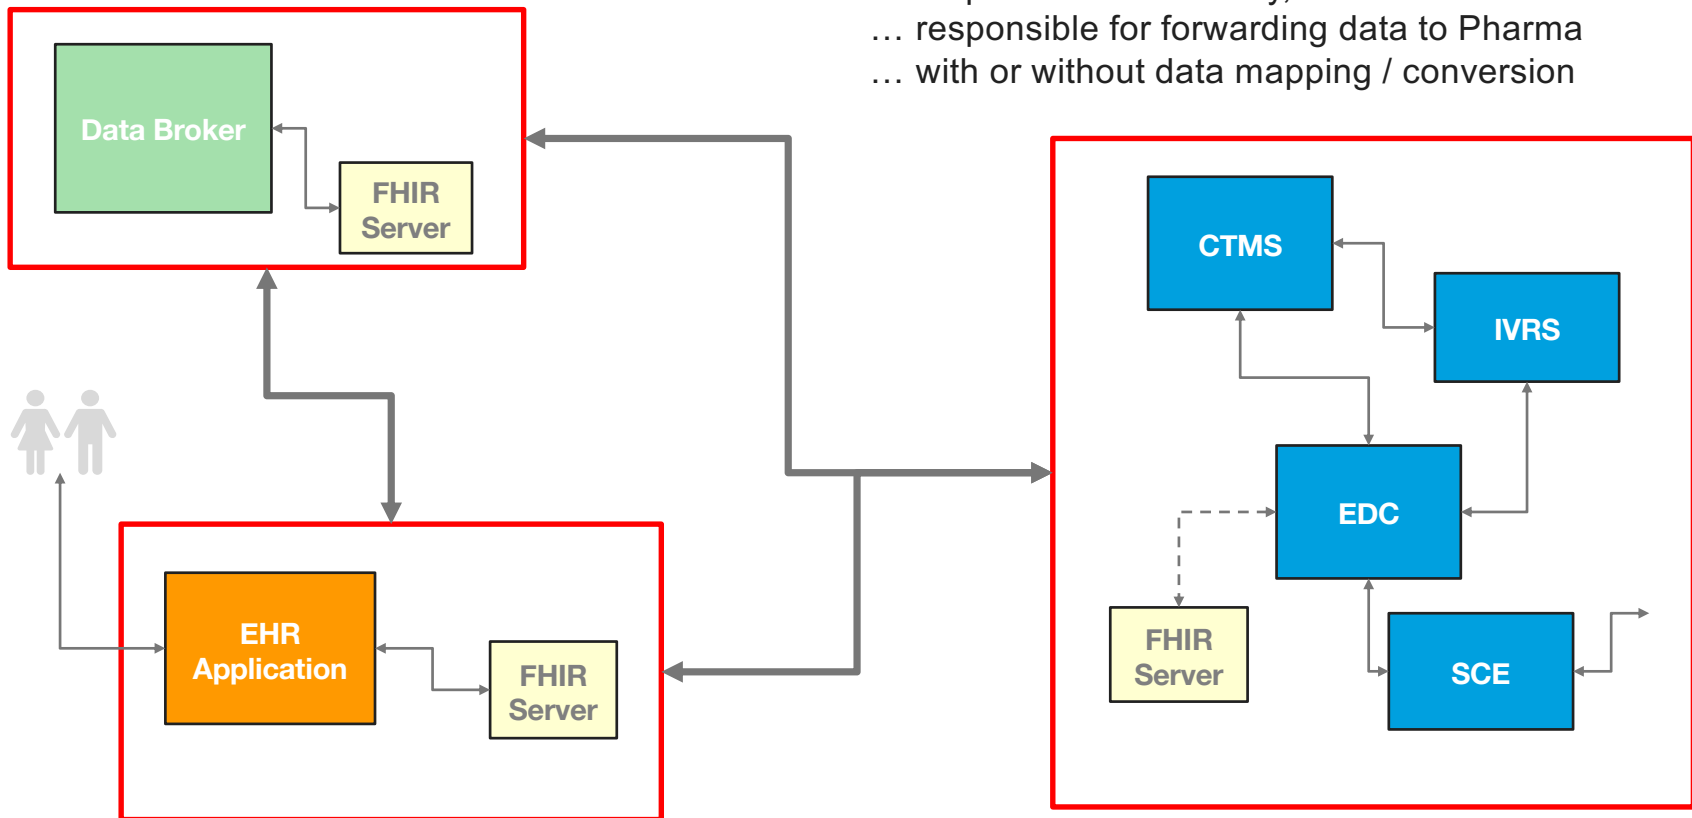 … responsible for forwarding data to Pharma
… with or without data mapping / conversion
Data Broker
FHIR
Server
CTMS
IVRS
EDC
EHR
Application
FHIR
Server
FHIR
Server
SCE